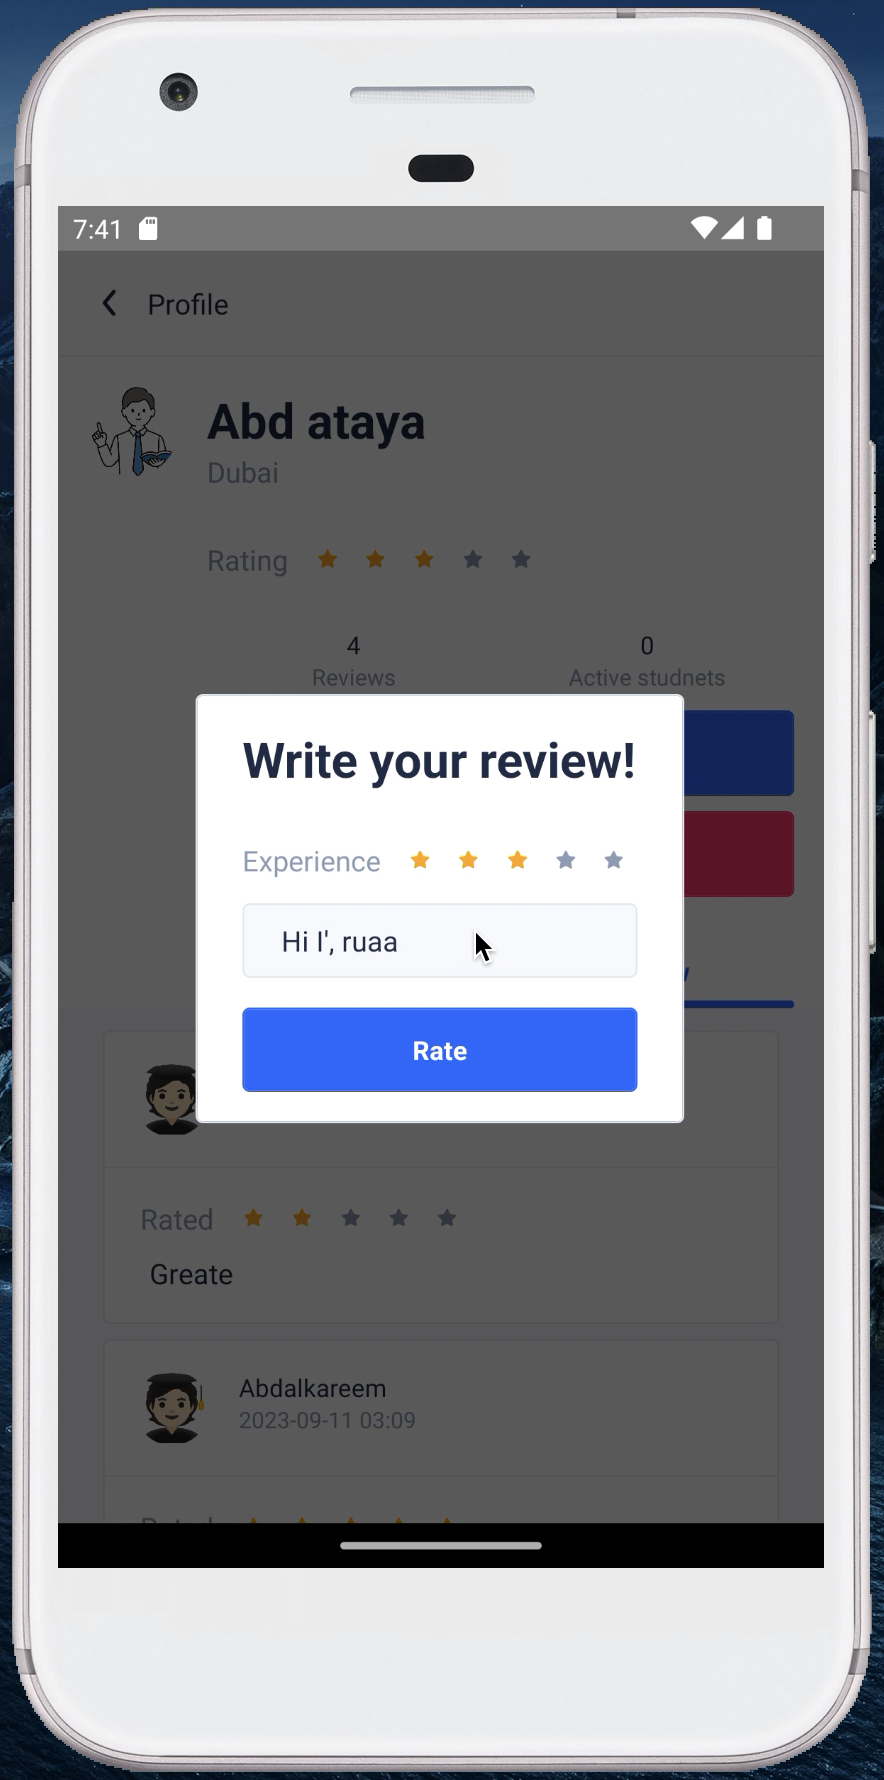 7:41
Profile
Abd ataya
Dubai
Rating
4
0
Reviews
Active studnets
Write your review!
Experience
Hi I', ruaa
Rate
Rated
Greate
Abdalkareem
2023-09-11 03:09